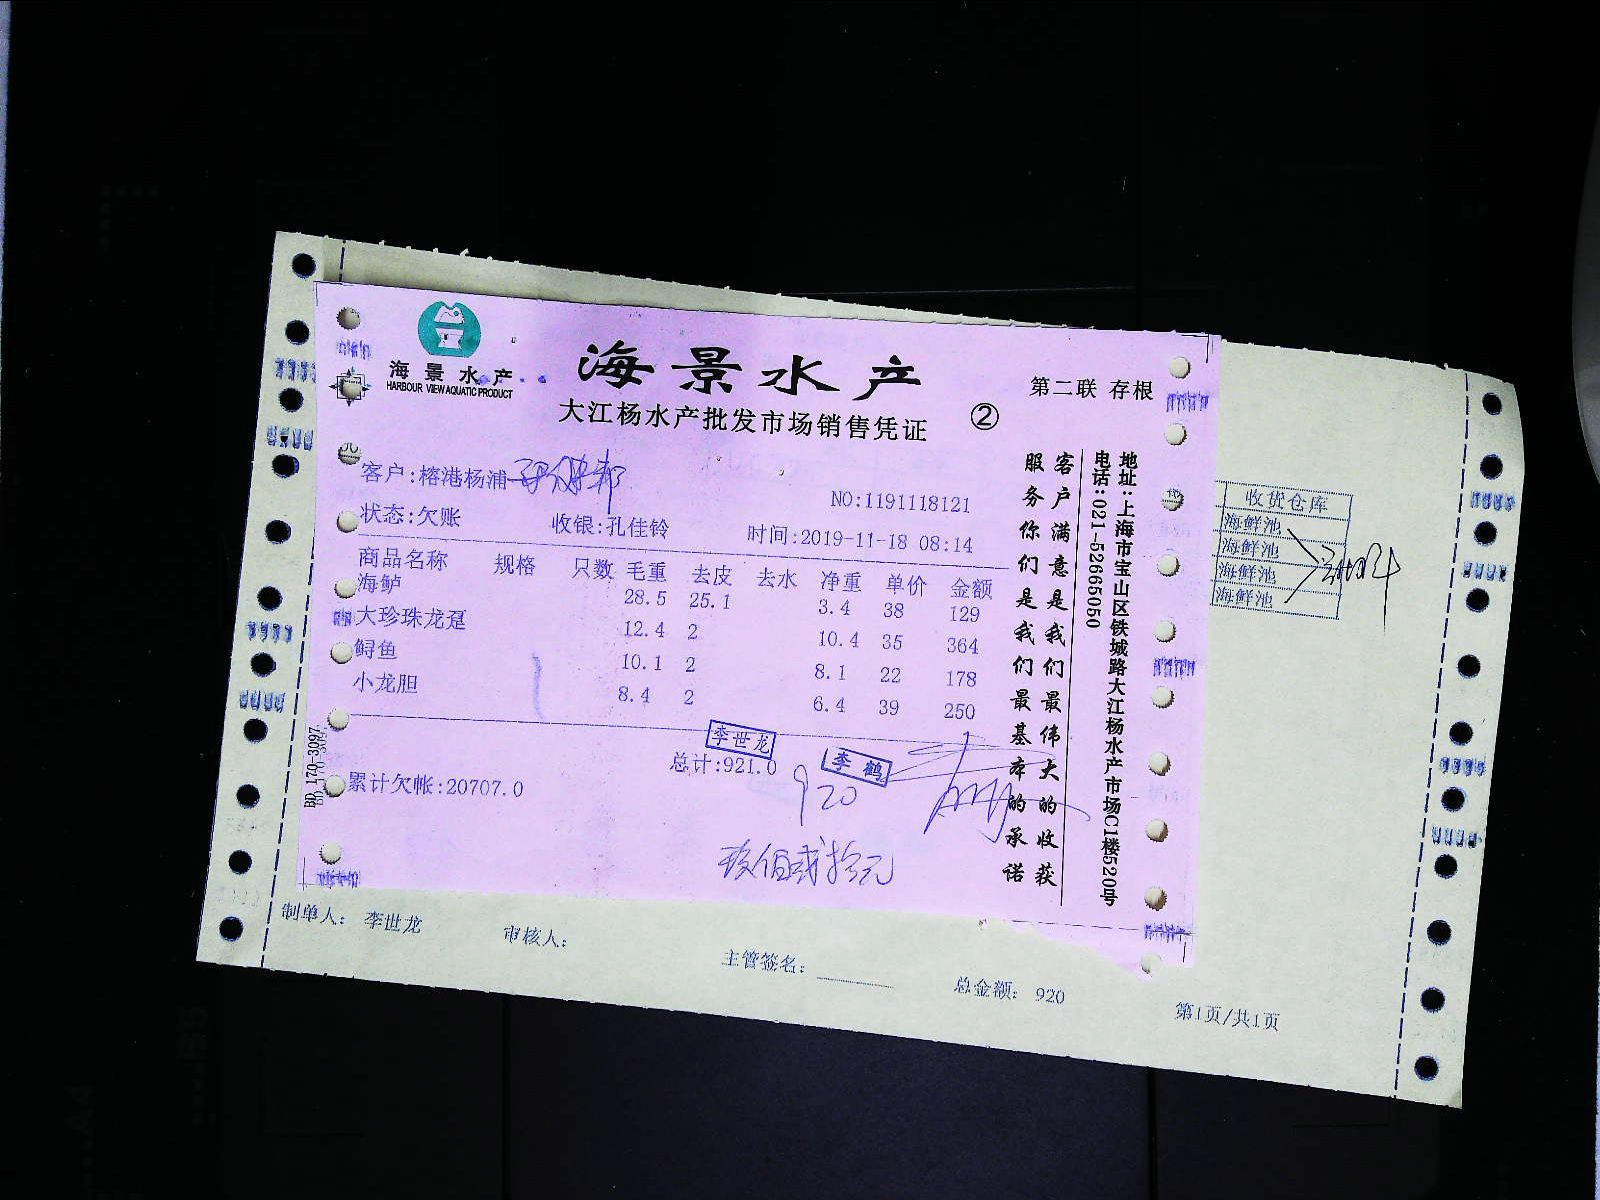 海景水产
HARBOUR VIEW AQUATIC PRODUCT
海景水产
大江杨水产批发市场销售凭证
②
第二联 存根
客户:榕港杨浦
NO:1191118121
状态:欠账 收银:孔佳铃 时间:2019-11-18 08:14
商品名称 规格 只数 毛重 去皮 去水 净重 单价 金额
海鲈 28.5 25.1 3.4 38 129
大珍珠龙趸 12.4 2 10.4 35 364
鲟鱼 10.1 2 8.1 22 178
小龙胆 8.4 2 6.4 39 250
李世龙
李鹤
总计:921.0
920
累计欠帐:20707.0
玖佰贰拾元
客户满意是我们最伟大的收获
服务你们是我们最基本的承诺
地址:上海市宝山区铁城路大江杨水产市场C1楼520号
电话:021-52665050
BD 170-3097
收货仓库
海鲜池
海鲜池
海鲜池
海鲜池
制单人: 李世龙 审核人: 主管签名: 总金额: 920 第1页/共1页